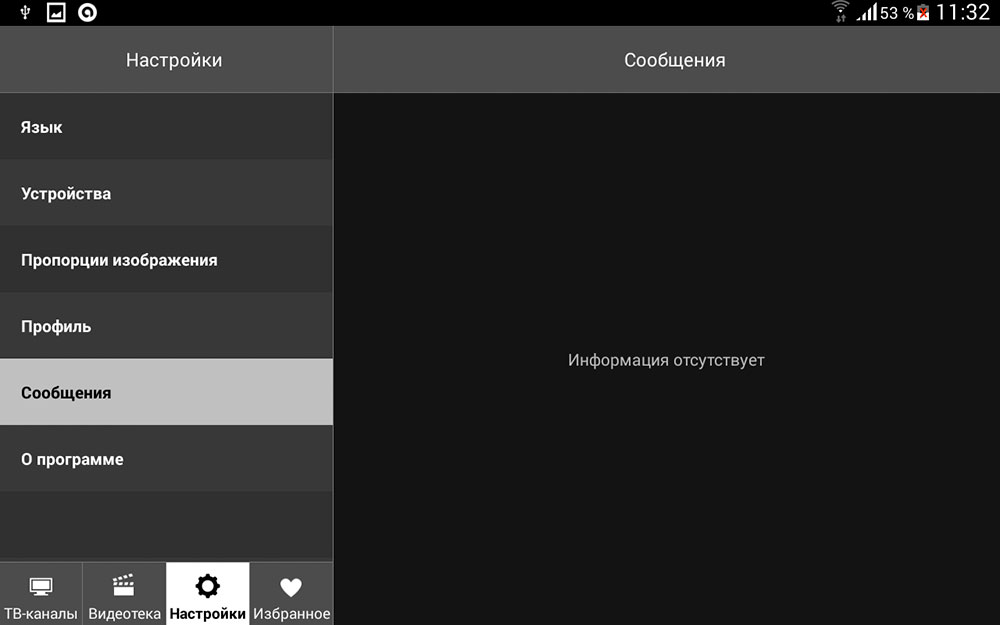 53 % 11:32
Настройки
Сообщения
Язык
Устройства
Пропорции изображения
Профиль
Сообщения
О программе
Информация отсутствует
ТВ-каналы
Видеотека
Настройки
Избранное